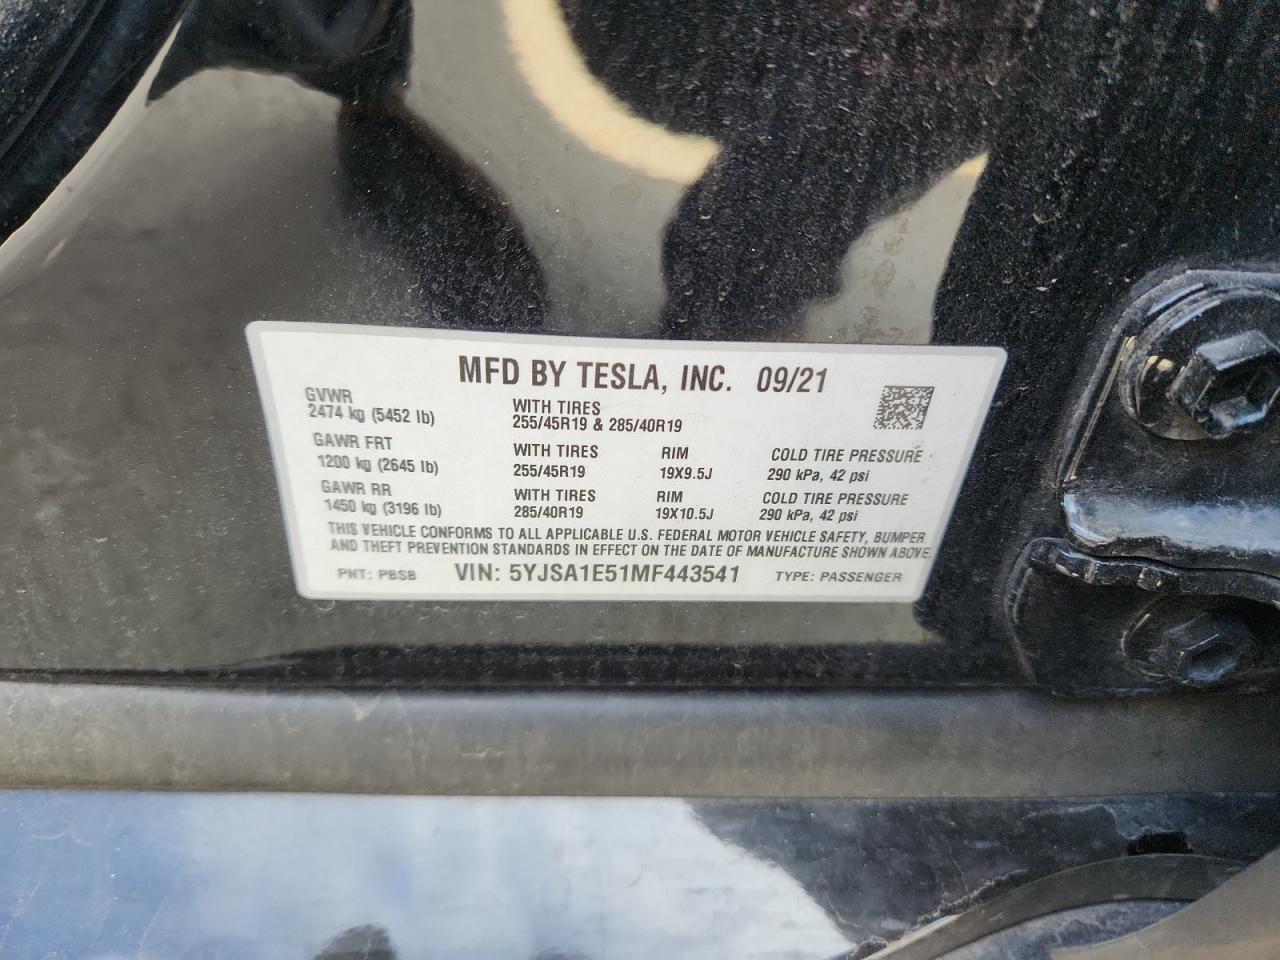 MFD BY TESLA, INC. 09/21
GVWR
2474 kg (5452 lb)
WITH TIRES
255/45R19 & 285/40R19
GAWR FRT
1200 kg (2645 lb)
WITH TIRES
255/45R19
RIM
19X9.5J
COLD TIRE PRESSURE
290 kPa, 42 psi
GAWR RR
1450 kg (3196 lb)
WITH TIRES
285/40R19
RIM
19X10.5J
COLD TIRE PRESSURE
290 kPa, 42 psi
THIS VEHICLE CONFORMS TO ALL APPLICABLE U.S. FEDERAL MOTOR VEHICLE SAFETY, BUMPER
AND THEFT PREVENTION STANDARDS IN EFFECT ON THE DATE OF MANUFACTURE SHOWN ABOVE.
PNT: PBSB VIN: 5YJSA1E51MF443541 TYPE: PASSENGER